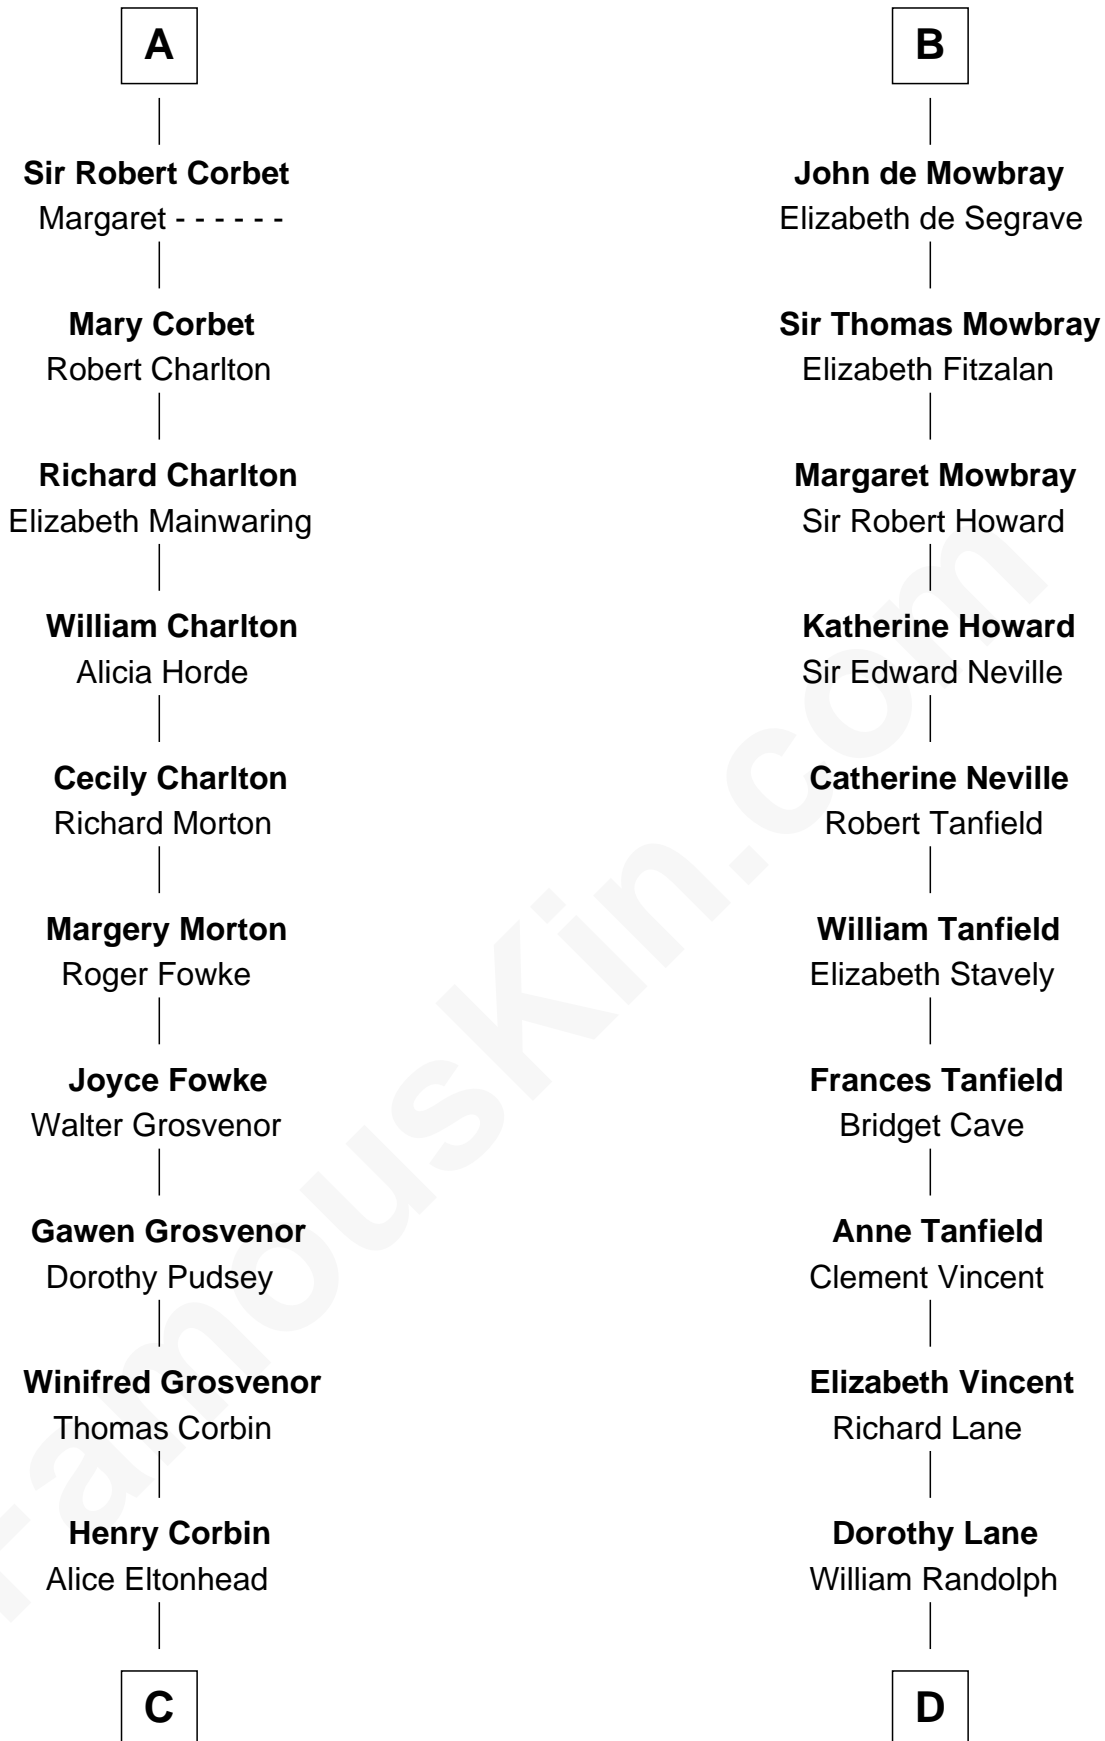 A
Sir Robert Corbet
Margaret - - - - - -
Mary Corbet
Robert Charlton
Richard Charlton
Elizabeth Mainwaring
William Charlton
Alicia Horde
Cecily Charlton
Richard Morton
Margery Morton
Roger Fowke
Joyce Fowke
Walter Grosvenor
Gawen Grosvenor
Dorothy Pudsey
Winifred Grosvenor
Thomas Corbin
Henry Corbin
Alice Eltonhead
C
B
John de Mowbray
Elizabeth de Segrave
Sir Thomas Mowbray
Elizabeth Fitzalan
Margaret Mowbray
Sir Robert Howard
Katherine Howard
Sir Edward Neville
Catherine Neville
Robert Tanfield
William Tanfield
Elizabeth Stavely
Frances Tanfield
Bridget Cave
Anne Tanfield
Clement Vincent
Elizabeth Vincent
Richard Lane
Dorothy Lane
William Randolph
D
FamousKin.com